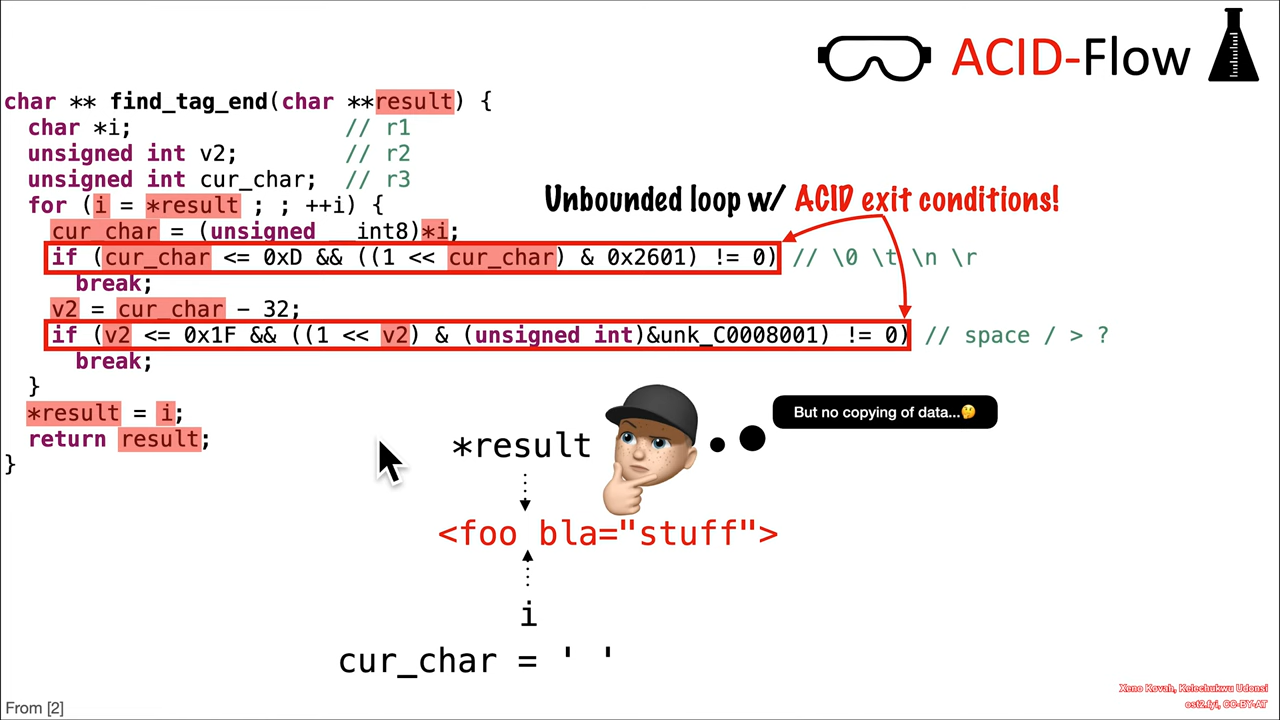 ACID-Flow
char ** find_tag_end(char **result) {
char *i; // r1
unsigned int v2; // r2
unsigned int cur_char; // r3
for (i = *result ; ; ++i) {
cur_char = (unsigned __int8)*i;
if (cur_char <= 0xD && ((1 << cur_char) & 0x2601) != 0) // \0 \t \n \r
break;
v2 = cur_char - 32;
if (v2 <= 0x1F && ((1 << v2) & (unsigned int)&unk_C0008001) != 0) // space / > ?
break;
}
*result = i;
return result;
}
Unbounded loop w/ ACID exit conditions!
But no copying of data...🤔
*result
<foo bla="stuff">
i
cur_char = ' '
From [2]
Xeno Kovah, Kelechukwu Udonsi
ost2.fyi, CC-BY-AT